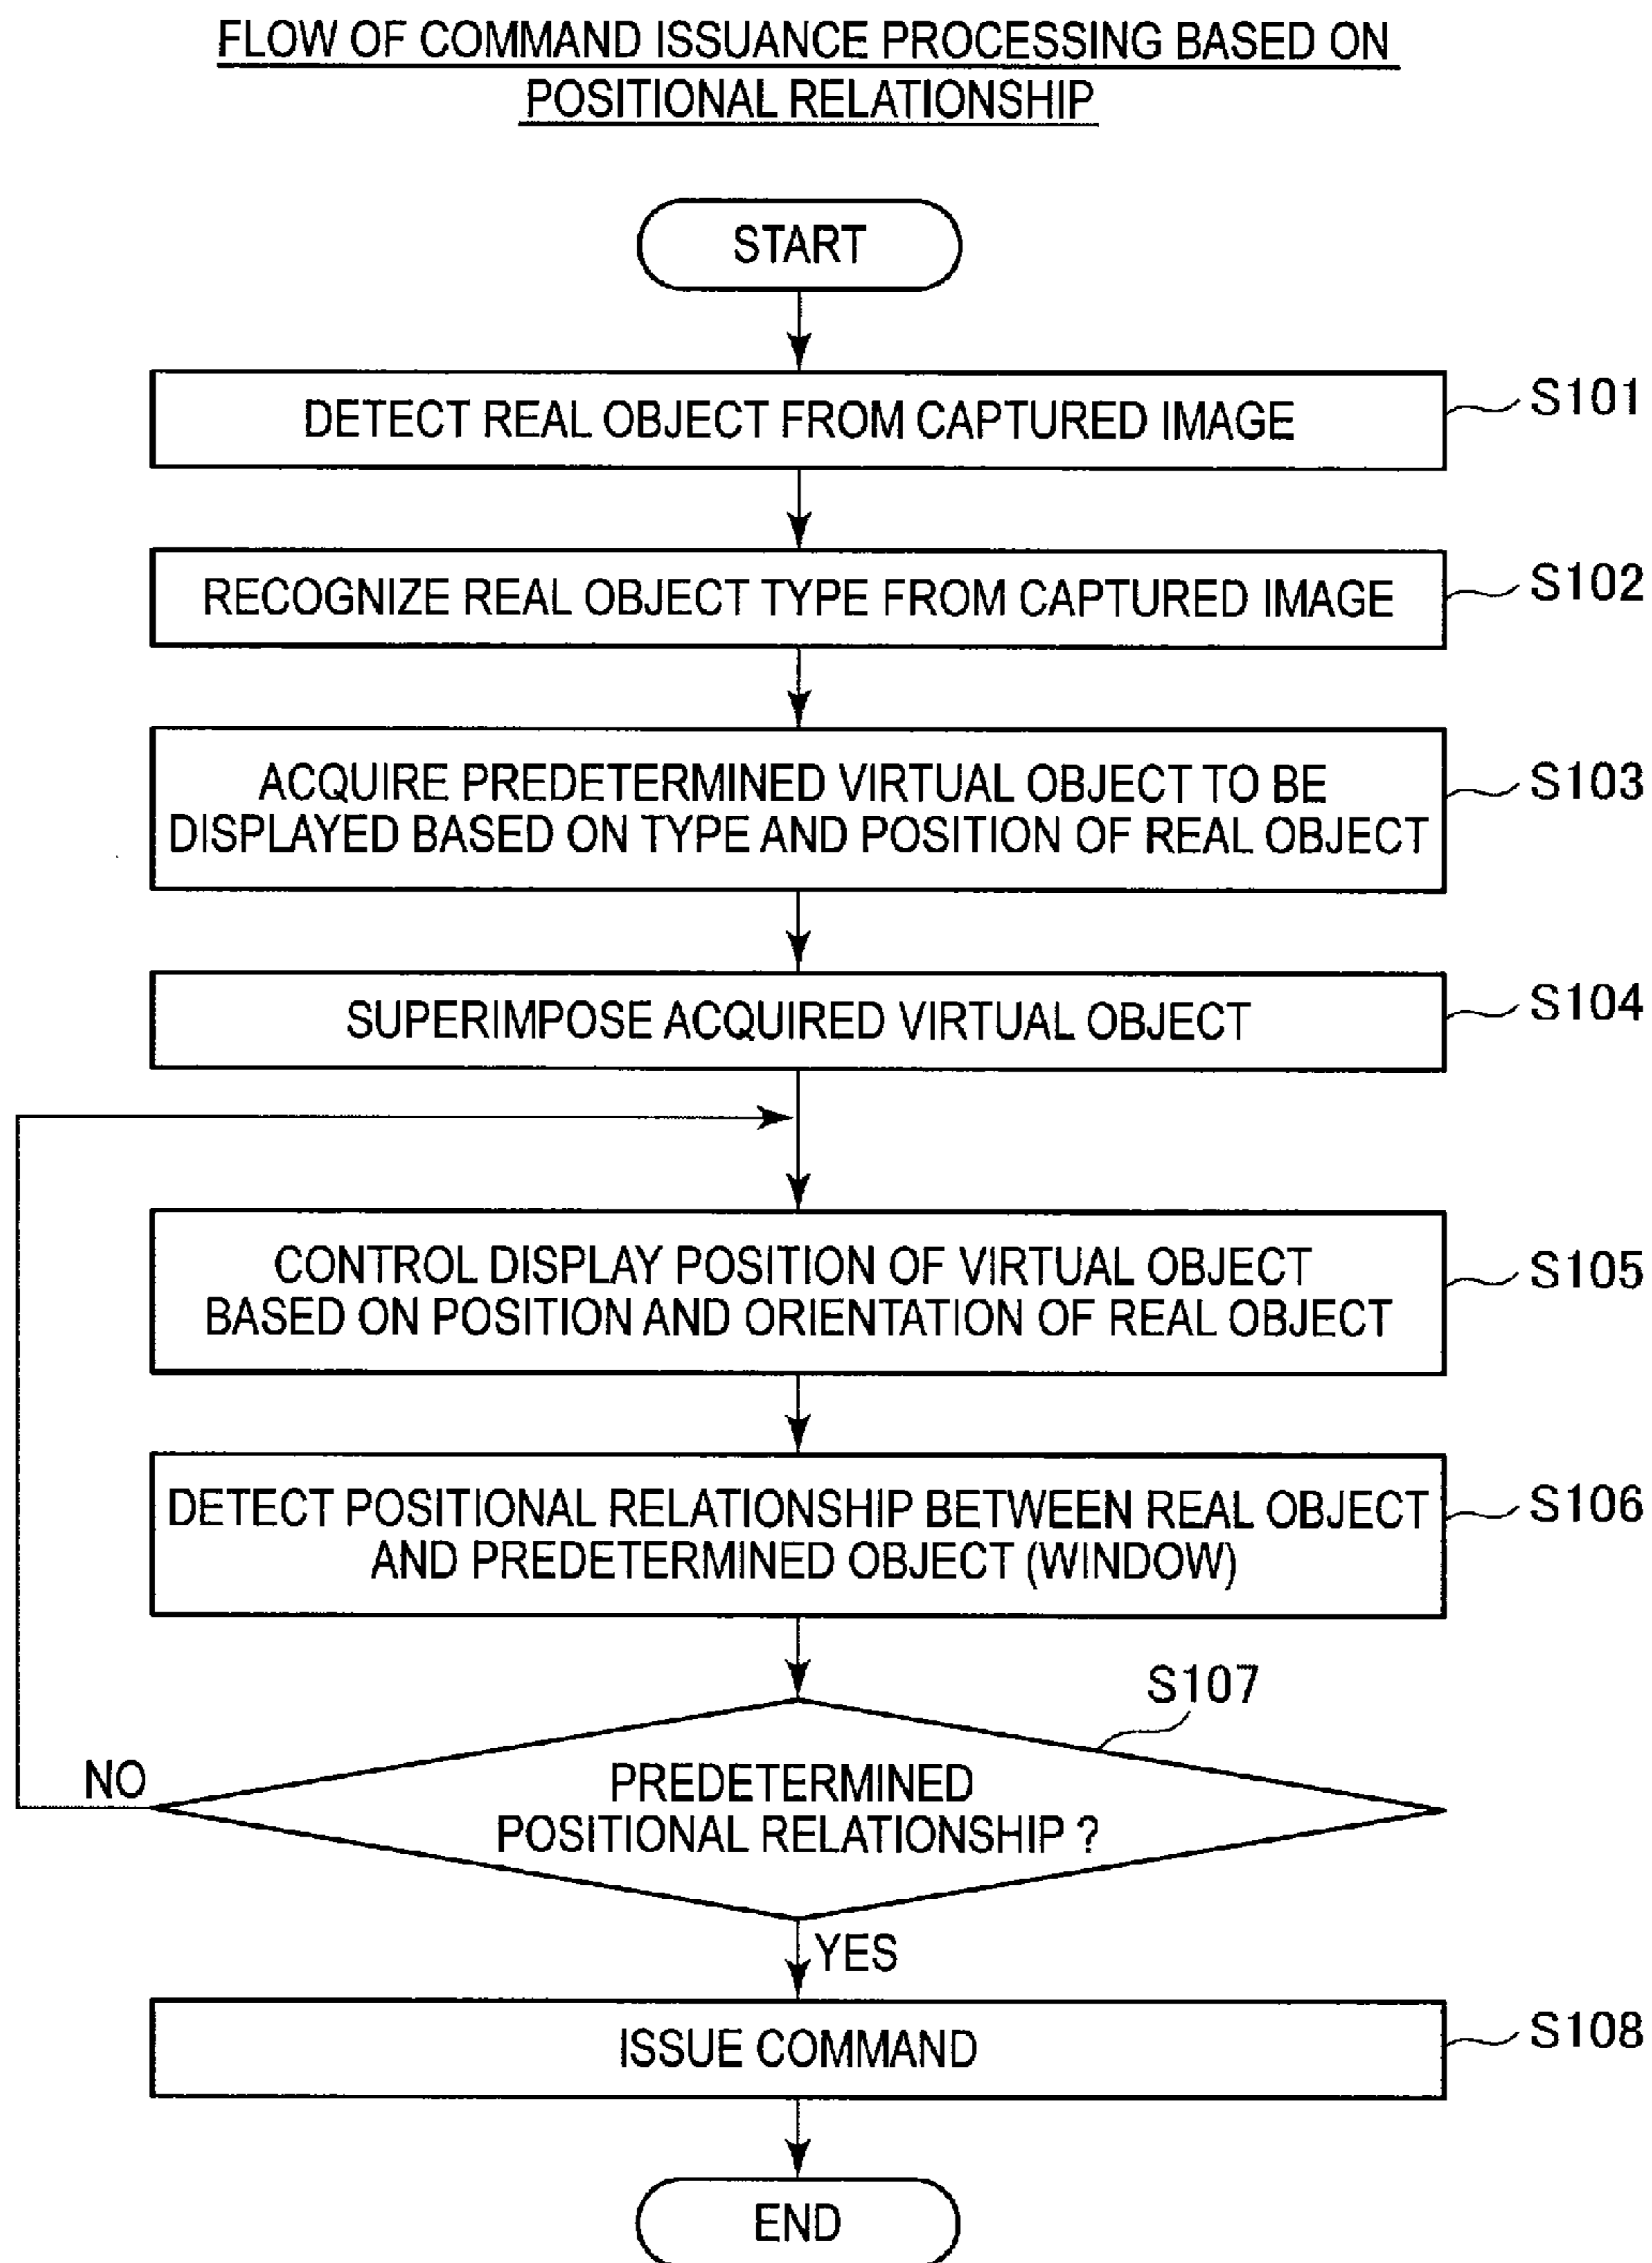 FLOW OF COMMAND ISSUANCE PROCESSING BASED ON
POSITIONAL RELATIONSHIP
START
DETECT REAL OBJECT FROM CAPTURED IMAGE
S101
RECOGNIZE REAL OBJECT TYPE FROM CAPTURED IMAGE
S102
ACQUIRE PREDETERMINED VIRTUAL OBJECT TO BE
DISPLAYED BASED ON TYPE AND POSITION OF REAL OBJECT
S103
SUPERIMPOSE ACQUIRED VIRTUAL OBJECT
S104
CONTROL DISPLAY POSITION OF VIRTUAL OBJECT
BASED ON POSITION AND ORIENTATION OF REAL OBJECT
S105
DETECT POSITIONAL RELATIONSHIP BETWEEN REAL OBJECT
AND PREDETERMINED OBJECT (WINDOW)
S106
S107
NO
PREDETERMINED
POSITIONAL RELATIONSHIP ?
YES
ISSUE COMMAND
S108
END